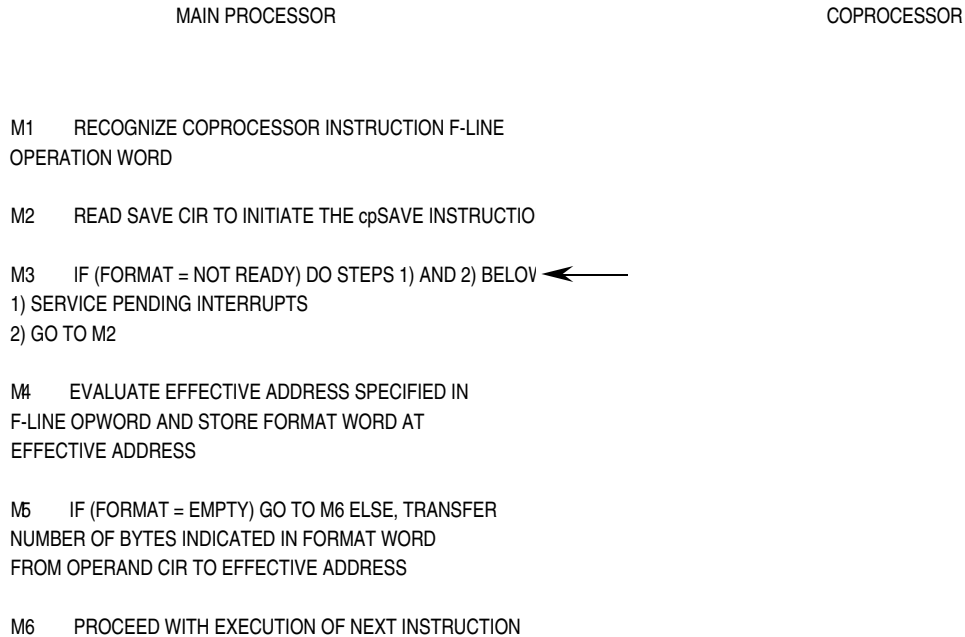 MAIN PROCESSOR COPROCESSOR
M1 RECOGNIZE COPROCESSOR INSTRUCTION F-LINE
OPERATION WORD
M2 READ SAVE CIR TO INITIATE THE cpSAVE INSTRUCTIO
M3 IF (FORMAT = NOT READY) DO STEPS 1) AND 2) BELOW
1) SERVICE PENDING INTERRUPTS
2) GO TO M2
M4 EVALUATE EFFECTIVE ADDRESS SPECIFIED IN
F-LINE OPWORD AND STORE FORMAT WORD AT
EFFECTIVE ADDRESS
M5 IF (FORMAT = EMPTY) GO TO M6 ELSE, TRANSFER
NUMBER OF BYTES INDICATED IN FORMAT WORD
FROM OPERAND CIR TO EFFECTIVE ADDRESS
M6 PROCEED WITH EXECUTION OF NEXT INSTRUCTION